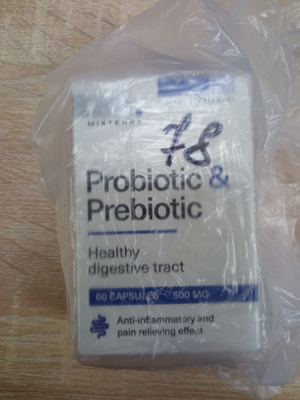 MIXTERRA
78
Probiotic &
Prebiotic
Healthy
digestive tract
60 CAPSULES 500 MG
Anti-inflammatory and
pain relieving effect